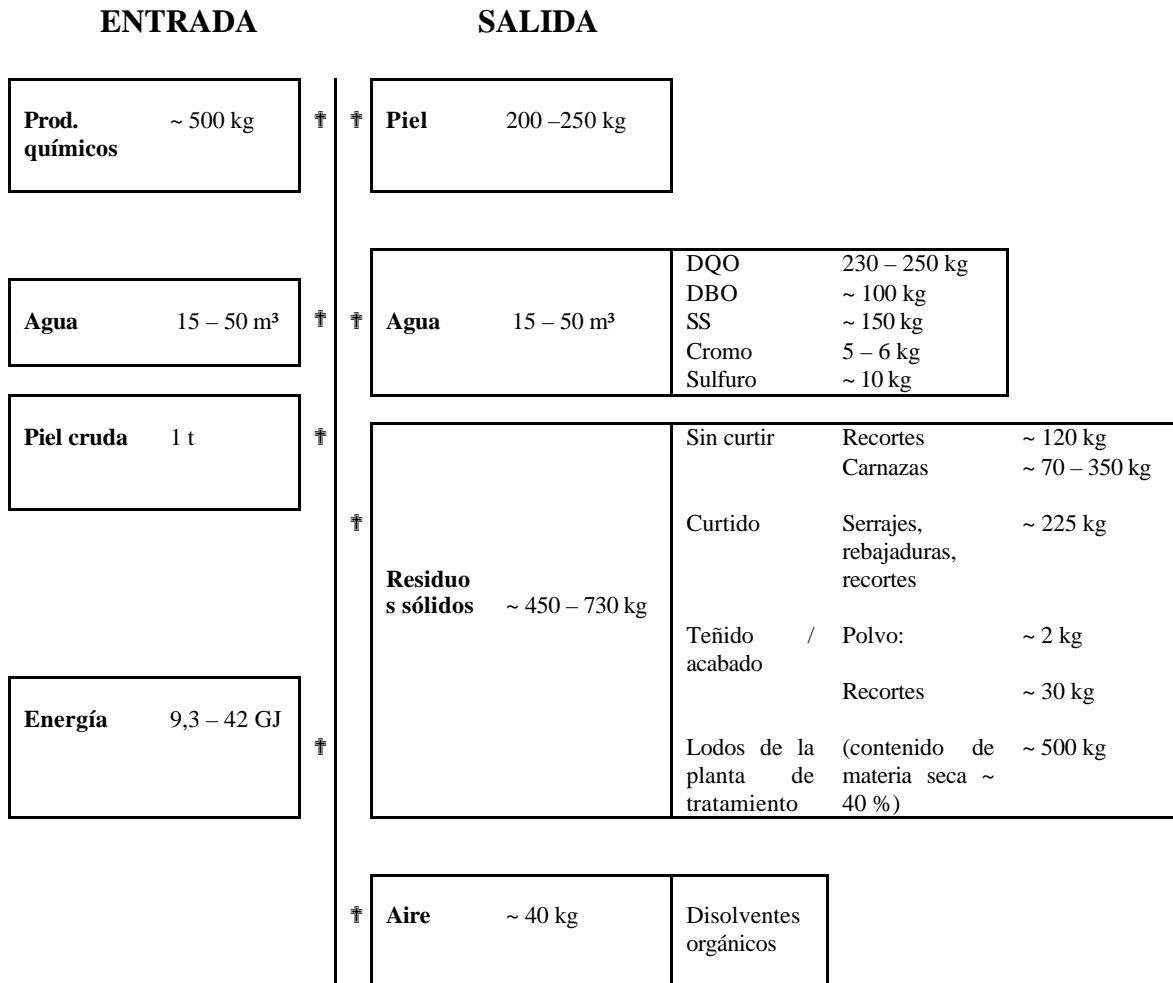 ENTRADA SALIDA
Prod. químicos ~ 500 kg
Piel 200 –250 kg
Agua 15 – 50 m³
Agua 15 – 50 m³
DQO 230 – 250 kg
DBO ~ 100 kg
SS ~ 150 kg
Cromo 5 – 6 kg
Sulfuro ~ 10 kg
Piel cruda 1 t
Residuo
s sólidos ~ 450 – 730 kg
Sin curtir Recortes ~ 120 kg
Carnazas ~ 70 – 350 kg
Curtido Serrajes, ~ 225 kg
rebajaduras,
recortes
Teñido / Polvo: ~ 2 kg
acabado
Recortes ~ 30 kg
Lodos de la (contenido de ~ 500 kg
planta de materia seca ~
tratamiento 40 %)
Energía 9,3 – 42 GJ
Aire ~ 40 kg Disolventes
orgánicos